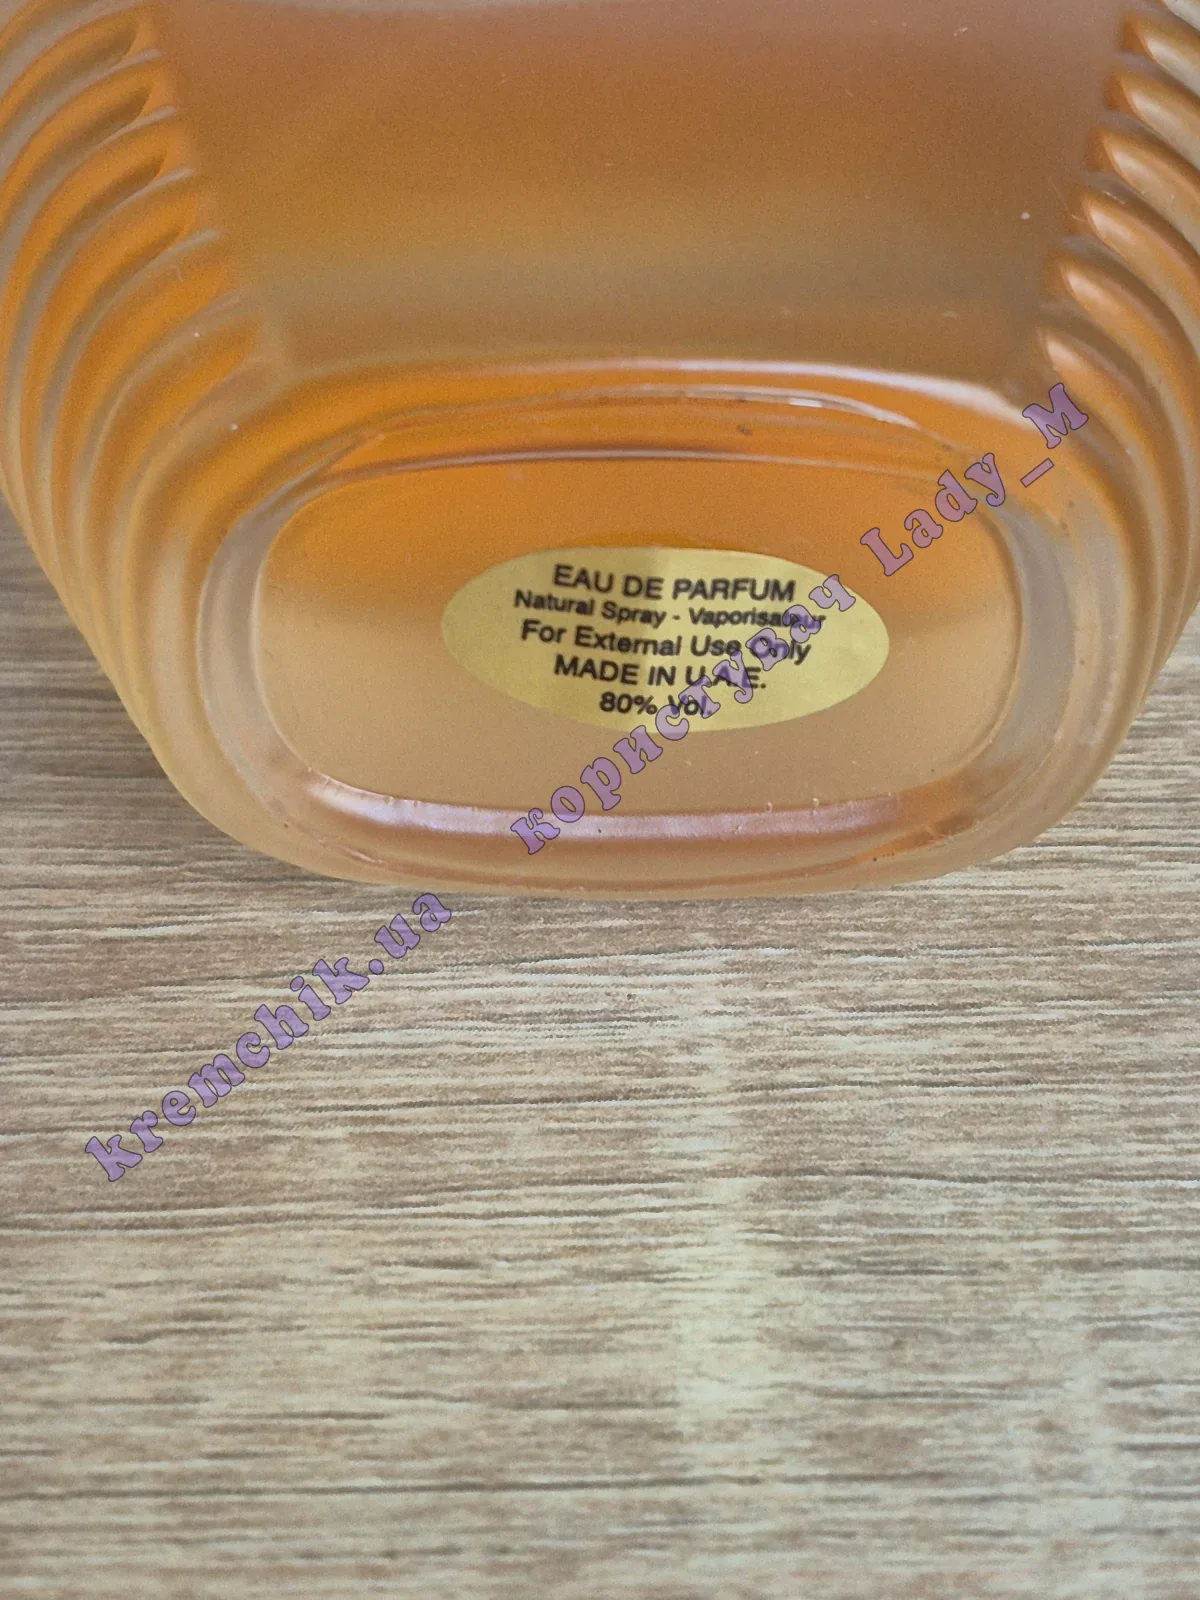 EAU DE PARFUM
Natural Spray - Vaporisateur
For External Use Only
MADE IN U.A.E.
80% Vol.
kremchik.ua користувач Lady_M